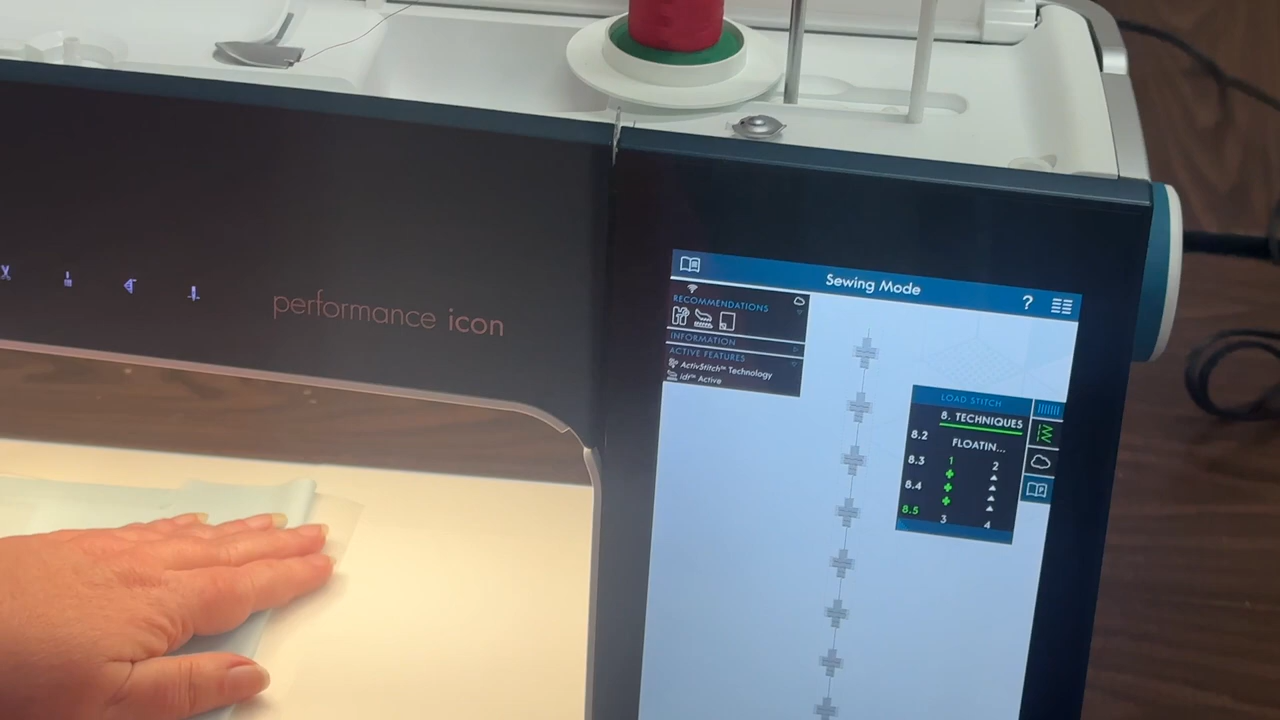 performance icon
Sewing Mode
?
RECOMMENDATIONS
INFORMATION
ACTIVE FEATURES
ActivStitch™ Technology
idt™ Active
LOAD STITCH
8. TECHNIQUES
8.2
FLOATIN...
8.3 1 2
8.4
8.5
3 4
P